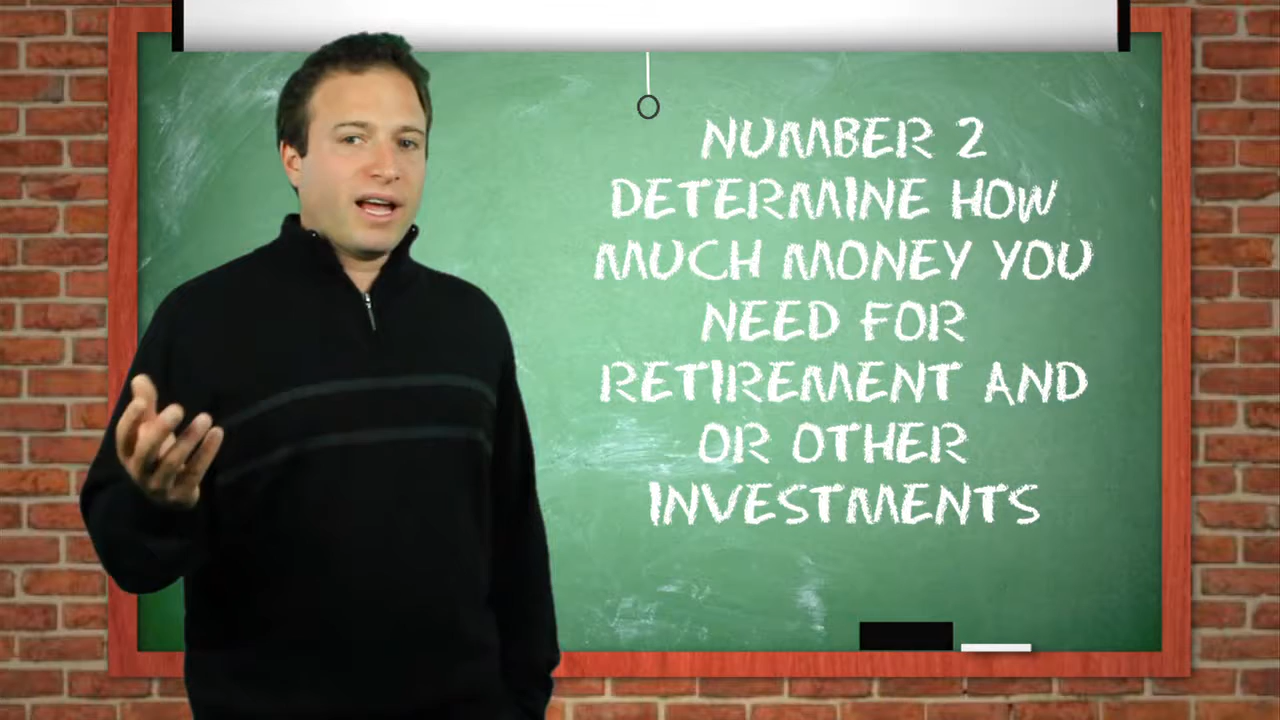 NUMBER 2
DETERMINE HOW
MUCH MONEY YOU
NEED FOR
RETIREMENT AND
OR OTHER
INVESTMENTS